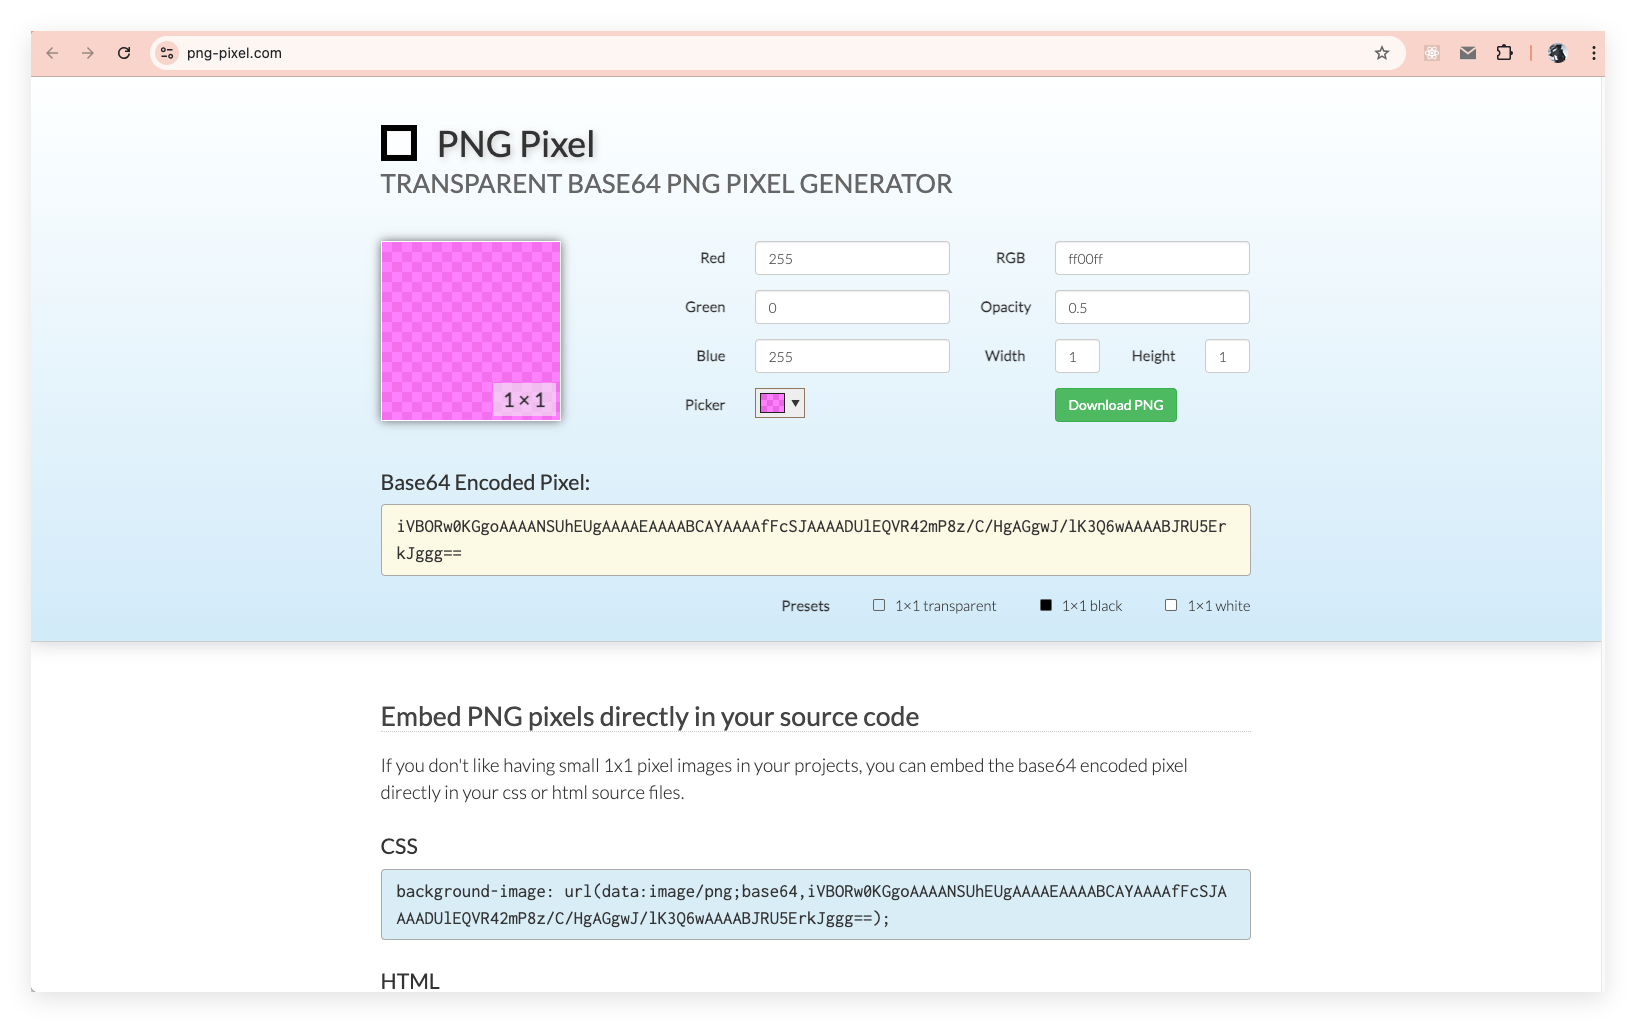 png-pixel.com
PNG Pixel
TRANSPARENT BASE64 PNG PIXEL GENERATOR
1 × 1
Red 255 RGB ff00ff
Green 0 Opacity 0.5
Blue 255 Width 1 Height 1
Picker Download PNG
Base64 Encoded Pixel:
iVBORw0KGgoAAAANSUhEUgAAAAEAAAABCAYAAAAfFcSJAAAADUlEQVR42mP8z/C/HgAGgwJ/lK3Q6wAAAABJRU5Er
kJggg==
Presets 1×1 transparent 1×1 black 1×1 white
Embed PNG pixels directly in your source code
If you don't like having small 1x1 pixel images in your projects, you can embed the base64 encoded pixel
directly in your css or html source files.
CSS
background-image: url(data:image/png;base64,iVBORw0KGgoAAAANSUhEUgAAAAEAAAABCAYAAAAfFcSJA
AAADUlEQVR42mP8z/C/HgAGgwJ/lK3Q6wAAAABJRU5ErkJggg==);
HTML